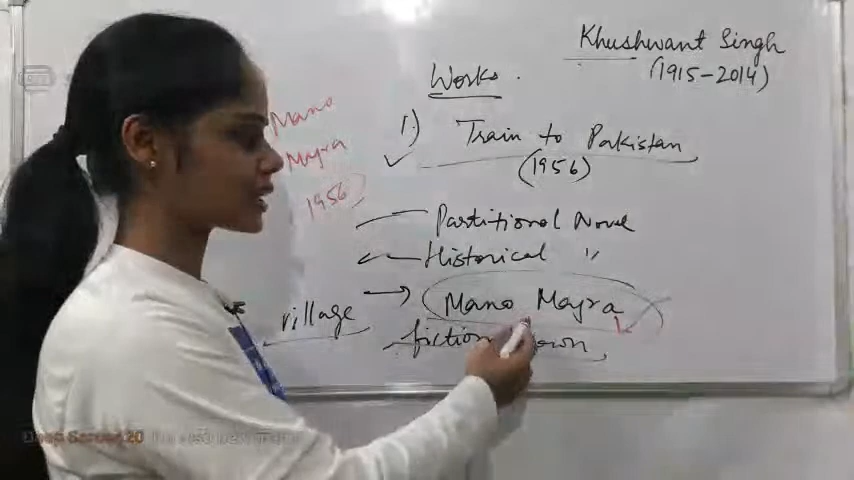 Khushwant Singh
(1915-2014)
Works.
1.) Train to Pakistan
(1956)
Mano
Majra
1956)
Partitional Novel
Historical "
village → Mano Majra
fiction